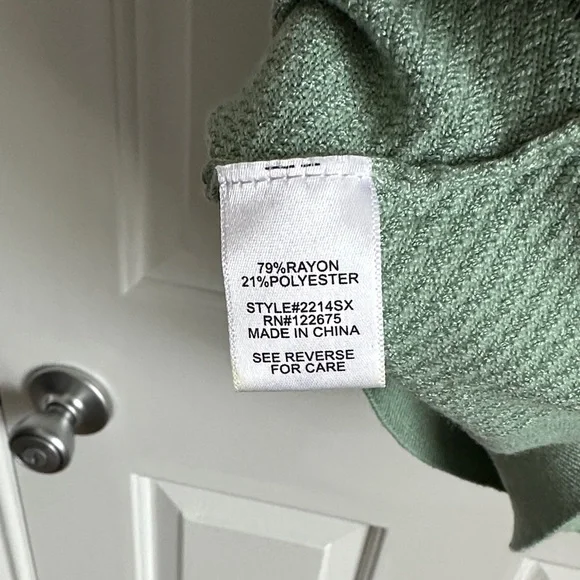 79%RAYON
21%POLYESTER
STYLE#2214SX
RN#122675
MADE IN CHINA
SEE REVERSE
FOR CARE